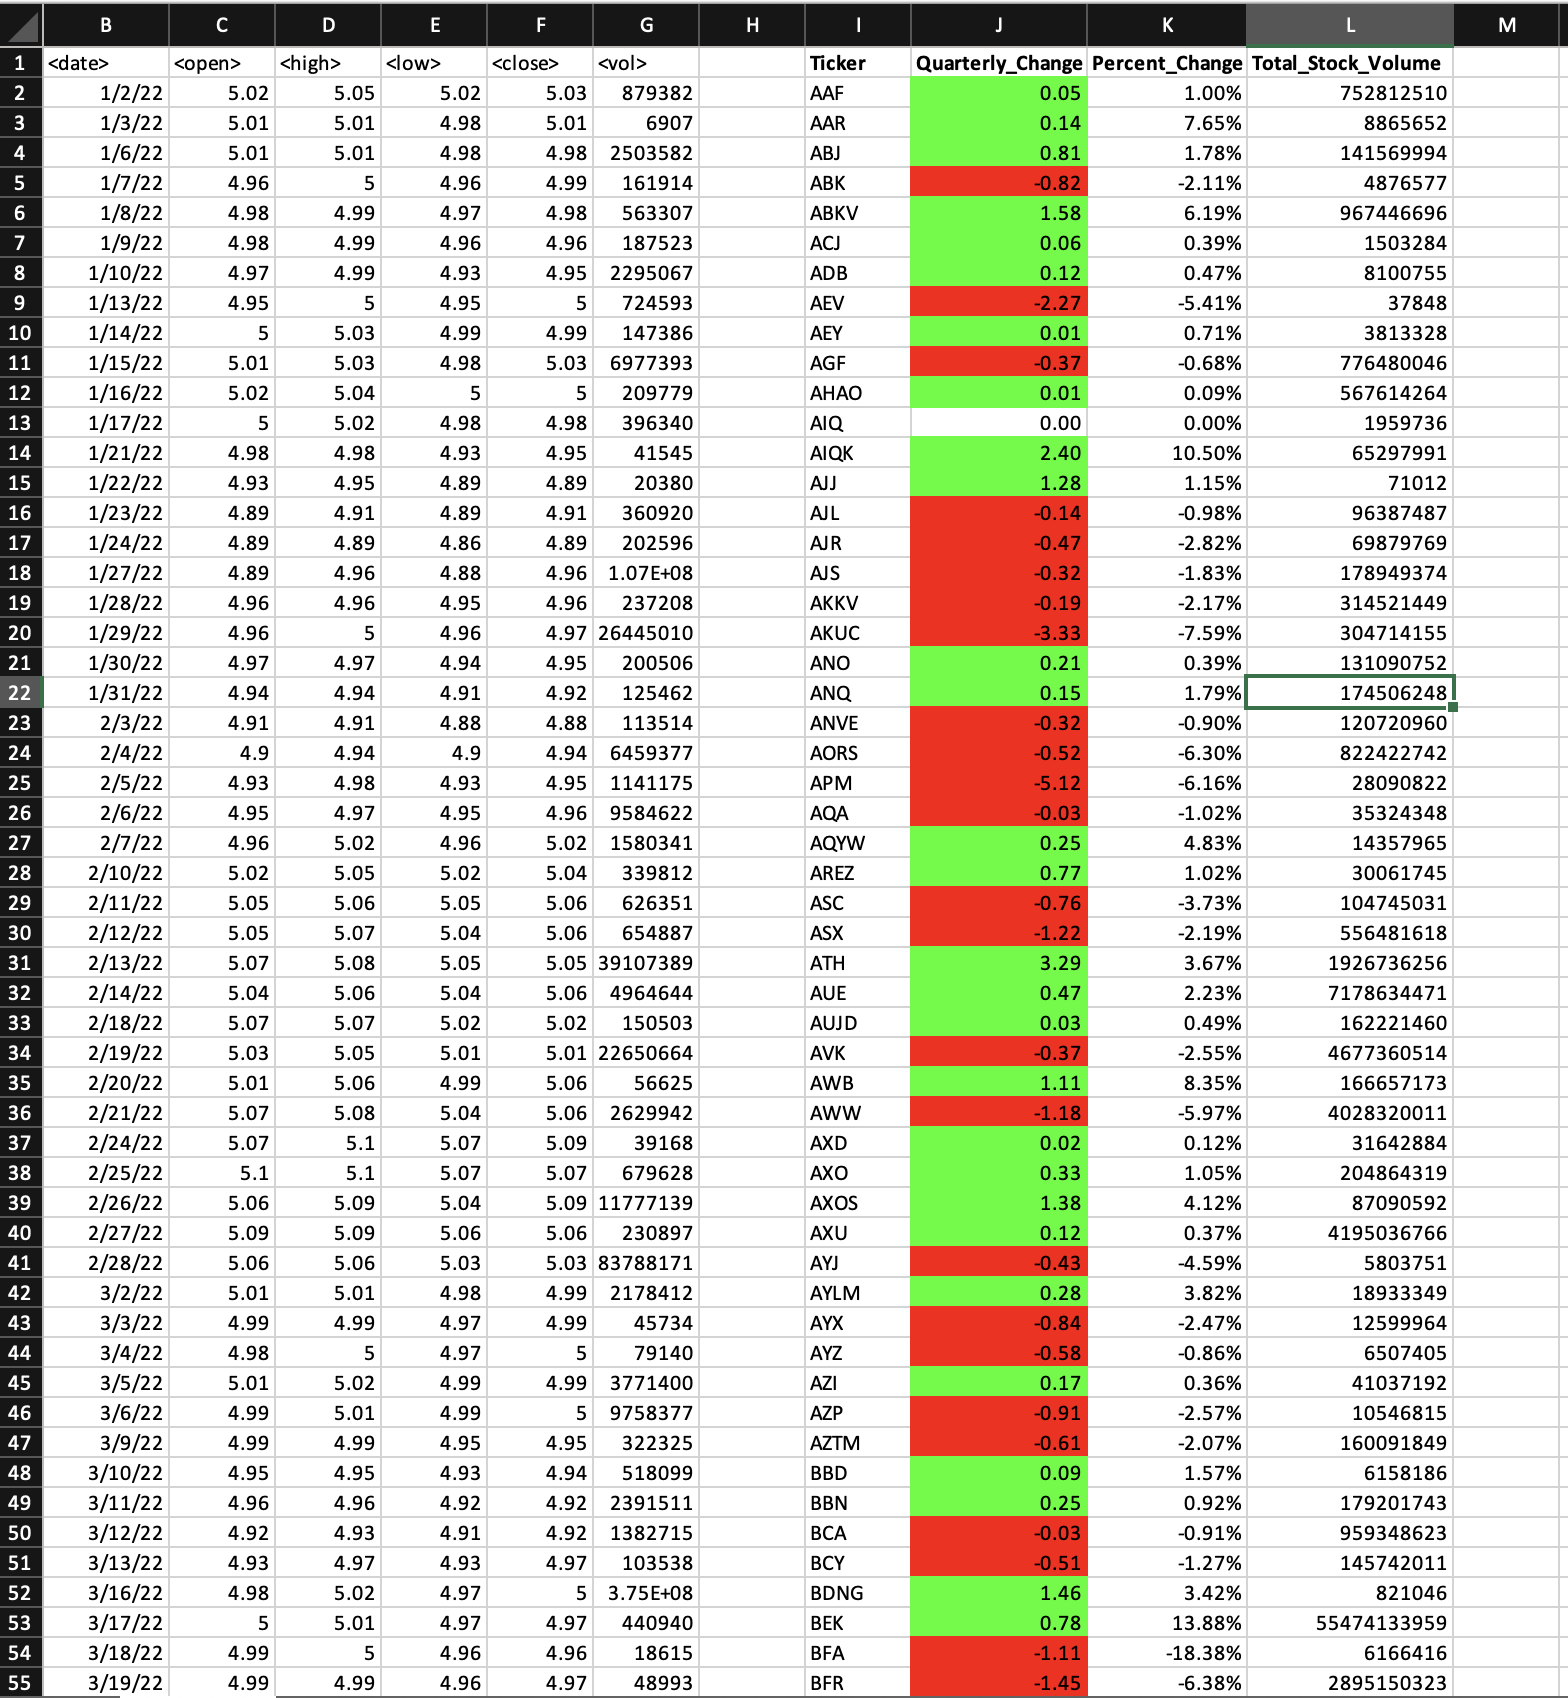 B C D E F G H I J K L M
1 <date> <open> <high> <low> <close> <vol> Ticker Quarterly_Change Percent_Change Total_Stock_Volume
2 1/2/22 5.02 5.05 5.02 5.03 879382 AAF 0.05 1.00% 752812510
3 1/3/22 5.01 5.01 4.98 5.01 6907 AAR 0.14 7.65% 8865652
4 1/6/22 5.01 5.01 4.98 4.98 2503582 ABJ 0.81 1.78% 141569994
5 1/7/22 4.96 5 4.96 4.99 161914 ABK -0.82 -2.11% 4876577
6 1/8/22 4.98 4.99 4.97 4.98 563307 ABKV 1.58 6.19% 967446696
7 1/9/22 4.98 4.99 4.96 4.96 187523 ACJ 0.06 0.39% 1503284
8 1/10/22 4.97 4.99 4.93 4.95 2295067 ADB 0.12 0.47% 8100755
9 1/13/22 4.95 5 4.95 5 724593 AEV -2.27 -5.41% 37848
10 1/14/22 5 5.03 4.99 4.99 147386 AEY 0.01 0.71% 3813328
11 1/15/22 5.01 5.03 4.98 5.03 6977393 AGF -0.37 -0.68% 776480046
12 1/16/22 5.02 5.04 5 5 209779 AHAO 0.01 0.09% 567614264
13 1/17/22 5 5.02 4.98 4.98 396340 AIQ 0.00 0.00% 1959736
14 1/21/22 4.98 4.98 4.93 4.95 41545 AIQK 2.40 10.50% 65297991
15 1/22/22 4.93 4.95 4.89 4.89 20380 AJJ 1.28 1.15% 71012
16 1/23/22 4.89 4.91 4.89 4.91 360920 AJL -0.14 -0.98% 96387487
17 1/24/22 4.89 4.89 4.86 4.89 202596 AJR -0.47 -2.82% 69879769
18 1/27/22 4.89 4.96 4.88 4.96 1.07E+08 AJS -0.32 -1.83% 178949374
19 1/28/22 4.96 4.96 4.95 4.96 237208 AKKV -0.19 -2.17% 314521449
20 1/29/22 4.96 5 4.96 4.97 26445010 AKUC -3.33 -7.59% 304714155
21 1/30/22 4.97 4.97 4.94 4.95 200506 ANO 0.21 0.39% 131090752
22 1/31/22 4.94 4.94 4.91 4.92 125462 ANQ 0.15 1.79% 174506248
23 2/3/22 4.91 4.91 4.88 4.88 113514 ANVE -0.32 -0.90% 120720960
24 2/4/22 4.9 4.94 4.9 4.94 6459377 AORS -0.52 -6.30% 822422742
25 2/5/22 4.93 4.98 4.93 4.95 1141175 APM -5.12 -6.16% 28090822
26 2/6/22 4.95 4.97 4.95 4.96 9584622 AQA -0.03 -1.02% 35324348
27 2/7/22 4.96 5.02 4.96 5.02 1580341 AQYW 0.25 4.83% 14357965
28 2/10/22 5.02 5.05 5.02 5.04 339812 AREZ 0.77 1.02% 30061745
29 2/11/22 5.05 5.06 5.05 5.06 626351 ASC -0.76 -3.73% 104745031
30 2/12/22 5.05 5.07 5.04 5.06 654887 ASX -1.22 -2.19% 556481618
31 2/13/22 5.07 5.08 5.05 5.05 39107389 ATH 3.29 3.67% 1926736256
32 2/14/22 5.04 5.06 5.04 5.06 4964644 AUE 0.47 2.23% 7178634471
33 2/18/22 5.07 5.07 5.02 5.02 150503 AUJD 0.03 0.49% 162221460
34 2/19/22 5.03 5.05 5.01 5.01 22650664 AVK -0.37 -2.55% 4677360514
35 2/20/22 5.01 5.06 4.99 5.06 56625 AWB 1.11 8.35% 166657173
36 2/21/22 5.07 5.08 5.04 5.06 2629942 AWW -1.18 -5.97% 4028320011
37 2/24/22 5.07 5.1 5.07 5.09 39168 AXD 0.02 0.12% 31642884
38 2/25/22 5.1 5.1 5.07 5.07 679628 AXO 0.33 1.05% 204864319
39 2/26/22 5.06 5.09 5.04 5.09 11777139 AXOS 1.38 4.12% 87090592
40 2/27/22 5.09 5.09 5.06 5.06 230897 AXU 0.12 0.37% 4195036766
41 2/28/22 5.06 5.06 5.03 5.03 83788171 AYJ -0.43 -4.59% 5803751
42 3/2/22 5.01 5.01 4.98 4.99 2178412 AYLM 0.28 3.82% 18933349
43 3/3/22 4.99 4.99 4.97 4.99 45734 AYX -0.84 -2.47% 12599964
44 3/4/22 4.98 5 4.97 5 79140 AYZ -0.58 -0.86% 6507405
45 3/5/22 5.01 5.02 4.99 4.99 3771400 AZI 0.17 0.36% 41037192
46 3/6/22 4.99 5.01 4.99 5 9758377 AZP -0.91 -2.57% 10546815
47 3/9/22 4.99 4.99 4.95 4.95 322325 AZTM -0.61 -2.07% 160091849
48 3/10/22 4.95 4.95 4.93 4.94 518099 BBD 0.09 1.57% 6158186
49 3/11/22 4.96 4.96 4.92 4.92 2391511 BBN 0.25 0.92% 179201743
50 3/12/22 4.92 4.93 4.91 4.92 1382715 BCA -0.03 -0.91% 959348623
51 3/13/22 4.93 4.97 4.93 4.97 103538 BCY -0.51 -1.27% 145742011
52 3/16/22 4.98 5.02 4.97 5 3.75E+08 BDNG 1.46 3.42% 821046
53 3/17/22 5 5.01 4.97 4.97 440940 BEK 0.78 13.88% 55474133959
54 3/18/22 4.99 5 4.96 4.96 18615 BFA -1.11 -18.38% 6166416
55 3/19/22 4.99 4.99 4.96 4.97 48993 BFR -1.45 -6.38% 2895150323